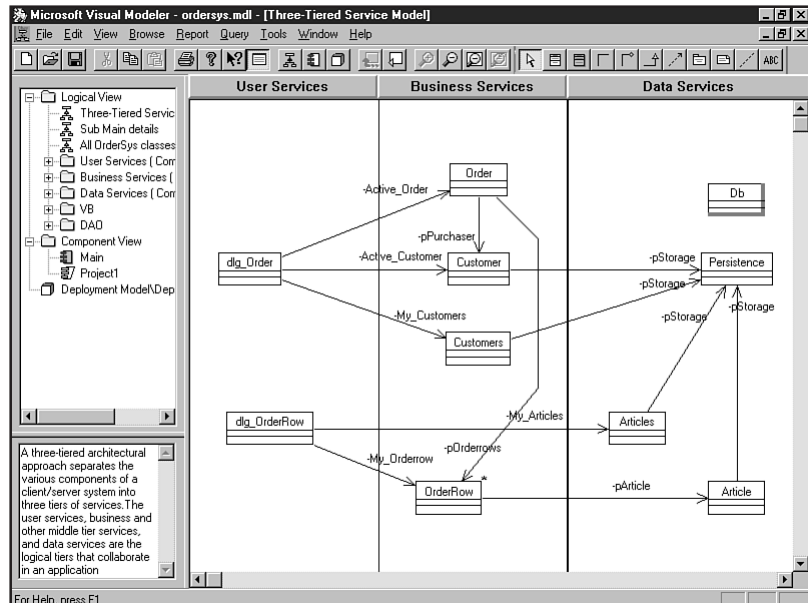 Microsoft Visual Modeler - ordersys.mdl - [Three-Tiered Service Model]
File Edit View Browse Report Query Tools Window Help
ABC
Logical View
Three-Tiered Servic
Sub Main details
All OrderSys classes
User Services ( Com
Business Services (
Data Services ( Com
VB
DAO
Component View
Main
Project1
Deployment Model\Dep
A three-tiered architectural
approach separates the
various components of a
client/server system into
three tiers of services. The
user services, business and
other middle tier services,
and data services are the
logical tiers that collaborate
in an application
User Services Business Services Data Services
Order
-Active_Order
Db
-pPurchaser
dlg_Order
-Active_Customer
Customer
-pStorage
Persistence
-pStorage
-pStorage
-pStorage
-My_Customers
Customers
dlg_OrderRow
-My_Articles
Articles
-My_Orderrow
-pOrderrows
OrderRow
*
-pArticle
Article
For Help, press F1